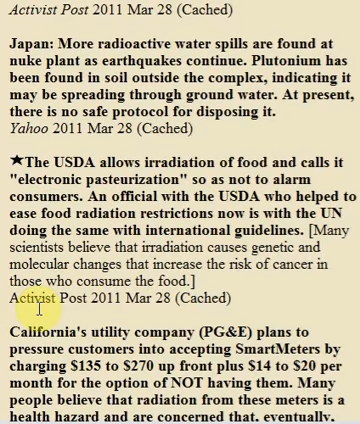 Activist Post 2011 Mar 28 (Cached)
Japan: More radioactive water spills are found at
nuke plant as earthquakes continue. Plutonium has
been found in soil outside the complex, indicating it
may be spreading through ground water. At present,
there is no safe protocol for disposing it.
Yahoo 2011 Mar 28 (Cached)
★The USDA allows irradiation of food and calls it
"electronic pasteurization" so as not to alarm
consumers. An official with the USDA who helped to
ease food radiation restrictions now is with the UN
doing the same with international guidelines. [Many
scientists believe that irradiation causes genetic and
molecular changes that increase the risk of cancer in
those who consume the food.]
Activist Post 2011 Mar 28 (Cached)
California's utility company (PG&E) plans to
pressure customers into accepting SmartMeters by
charging $135 to $270 up front plus $14 to $20 per
month for the option of NOT having them. Many
people believe that radiation from these meters is a
health hazard and are concerned that, eventually,